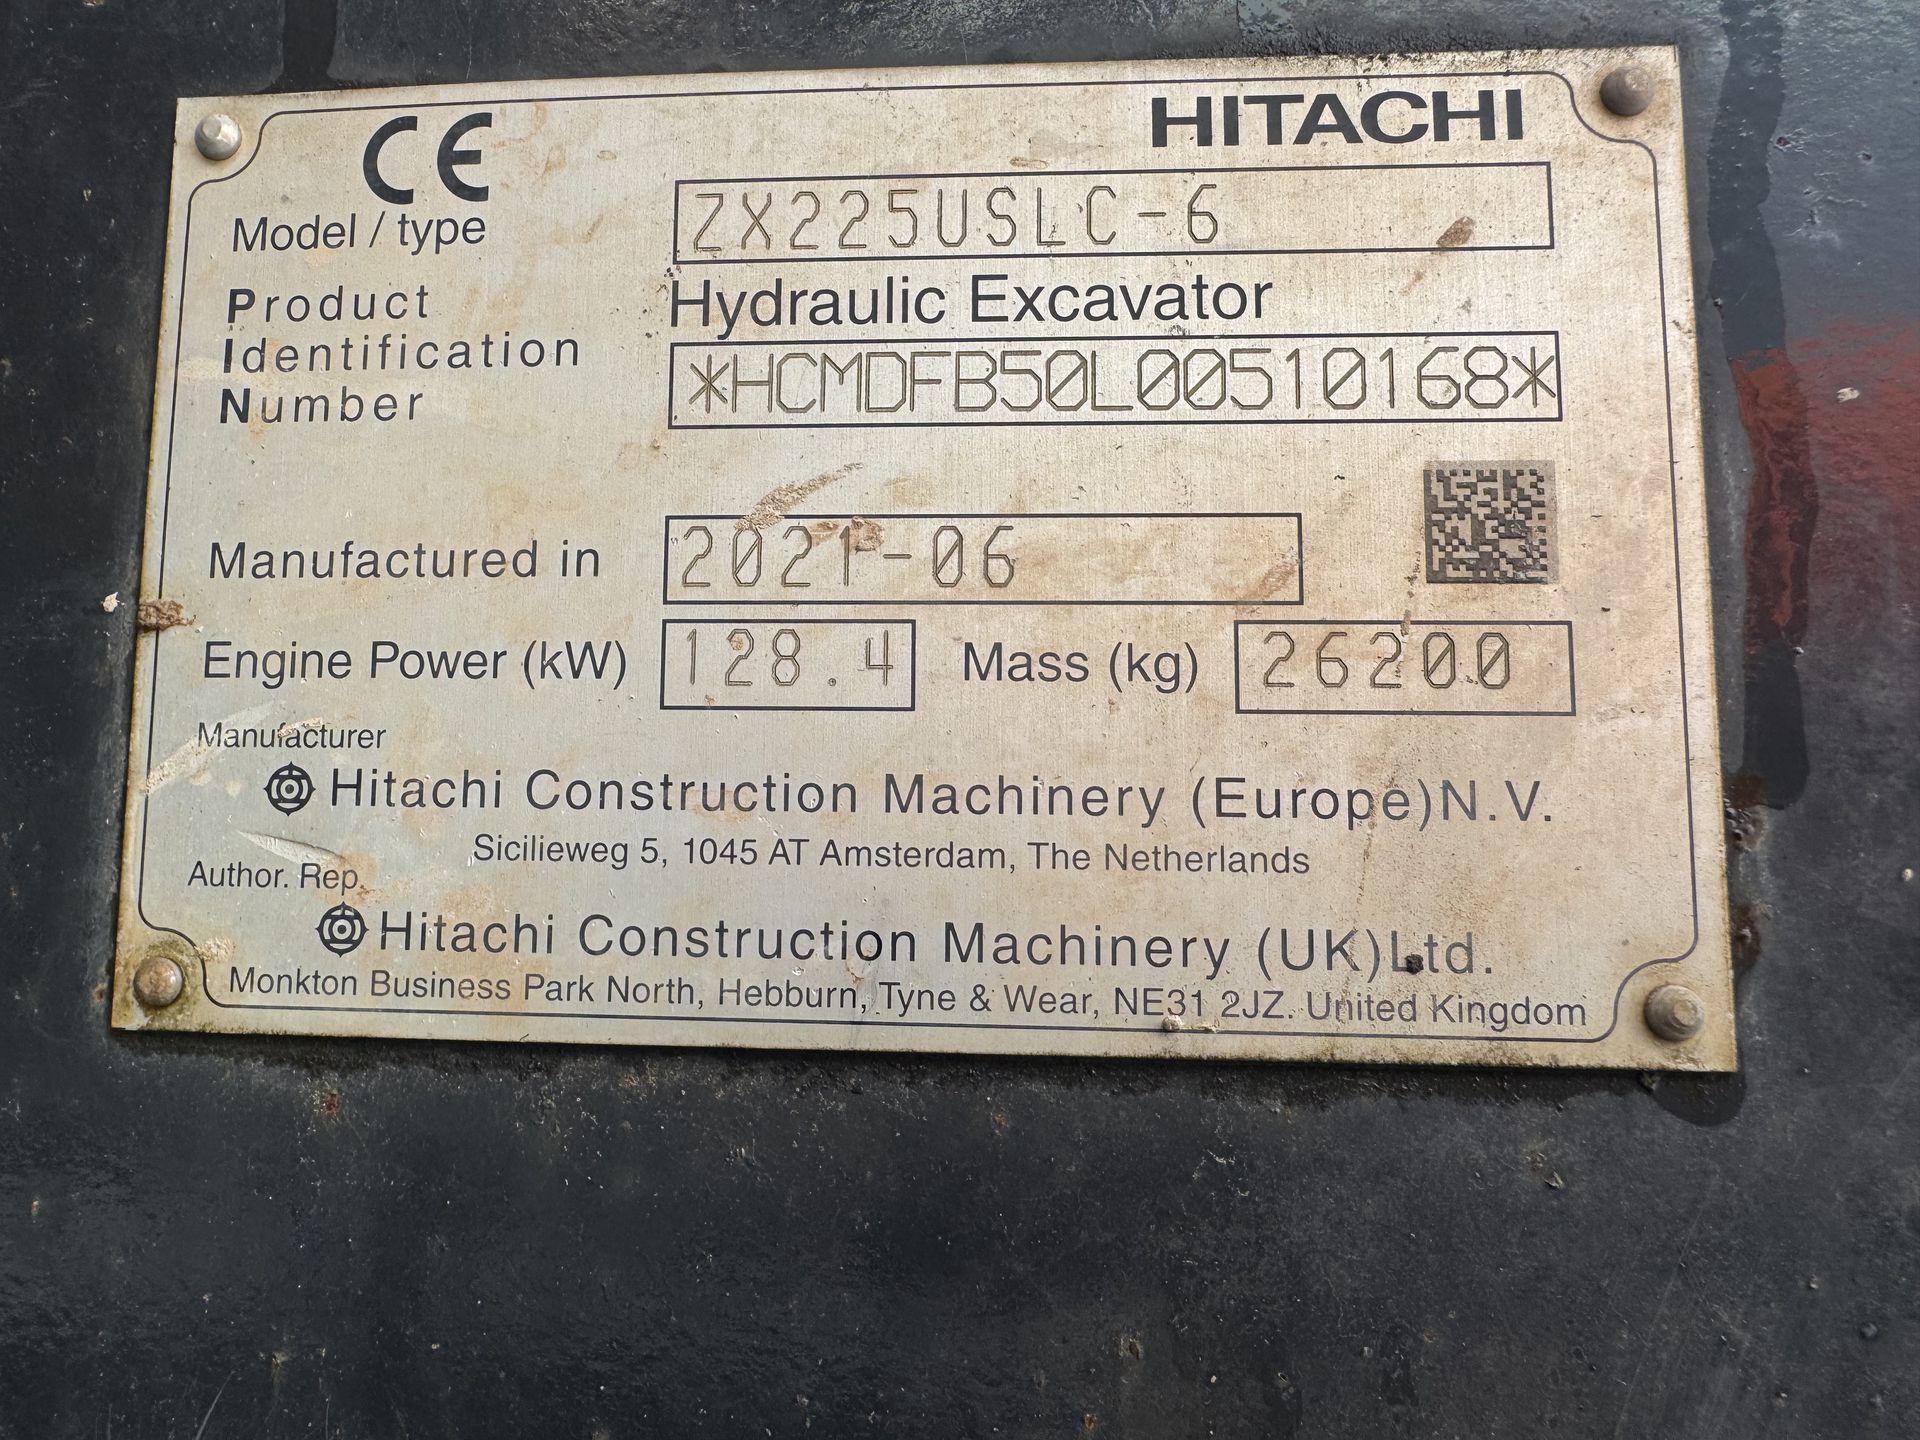 CE HITACHI
Model / type ZX225USLC-6
Product Hydraulic Excavator
Identification
Number *HCMDFB50L00510168*
Manufactured in 2021-06
Engine Power (kW) 128.4 Mass (kg) 26200
Manufacturer
Hitachi Construction Machinery (Europe)N.V.
Sicilieweg 5, 1045 AT Amsterdam, The Netherlands
Author. Rep.
Hitachi Construction Machinery (UK)Ltd.
Monkton Business Park North, Hebburn, Tyne & Wear, NE31 2JZ. United Kingdom